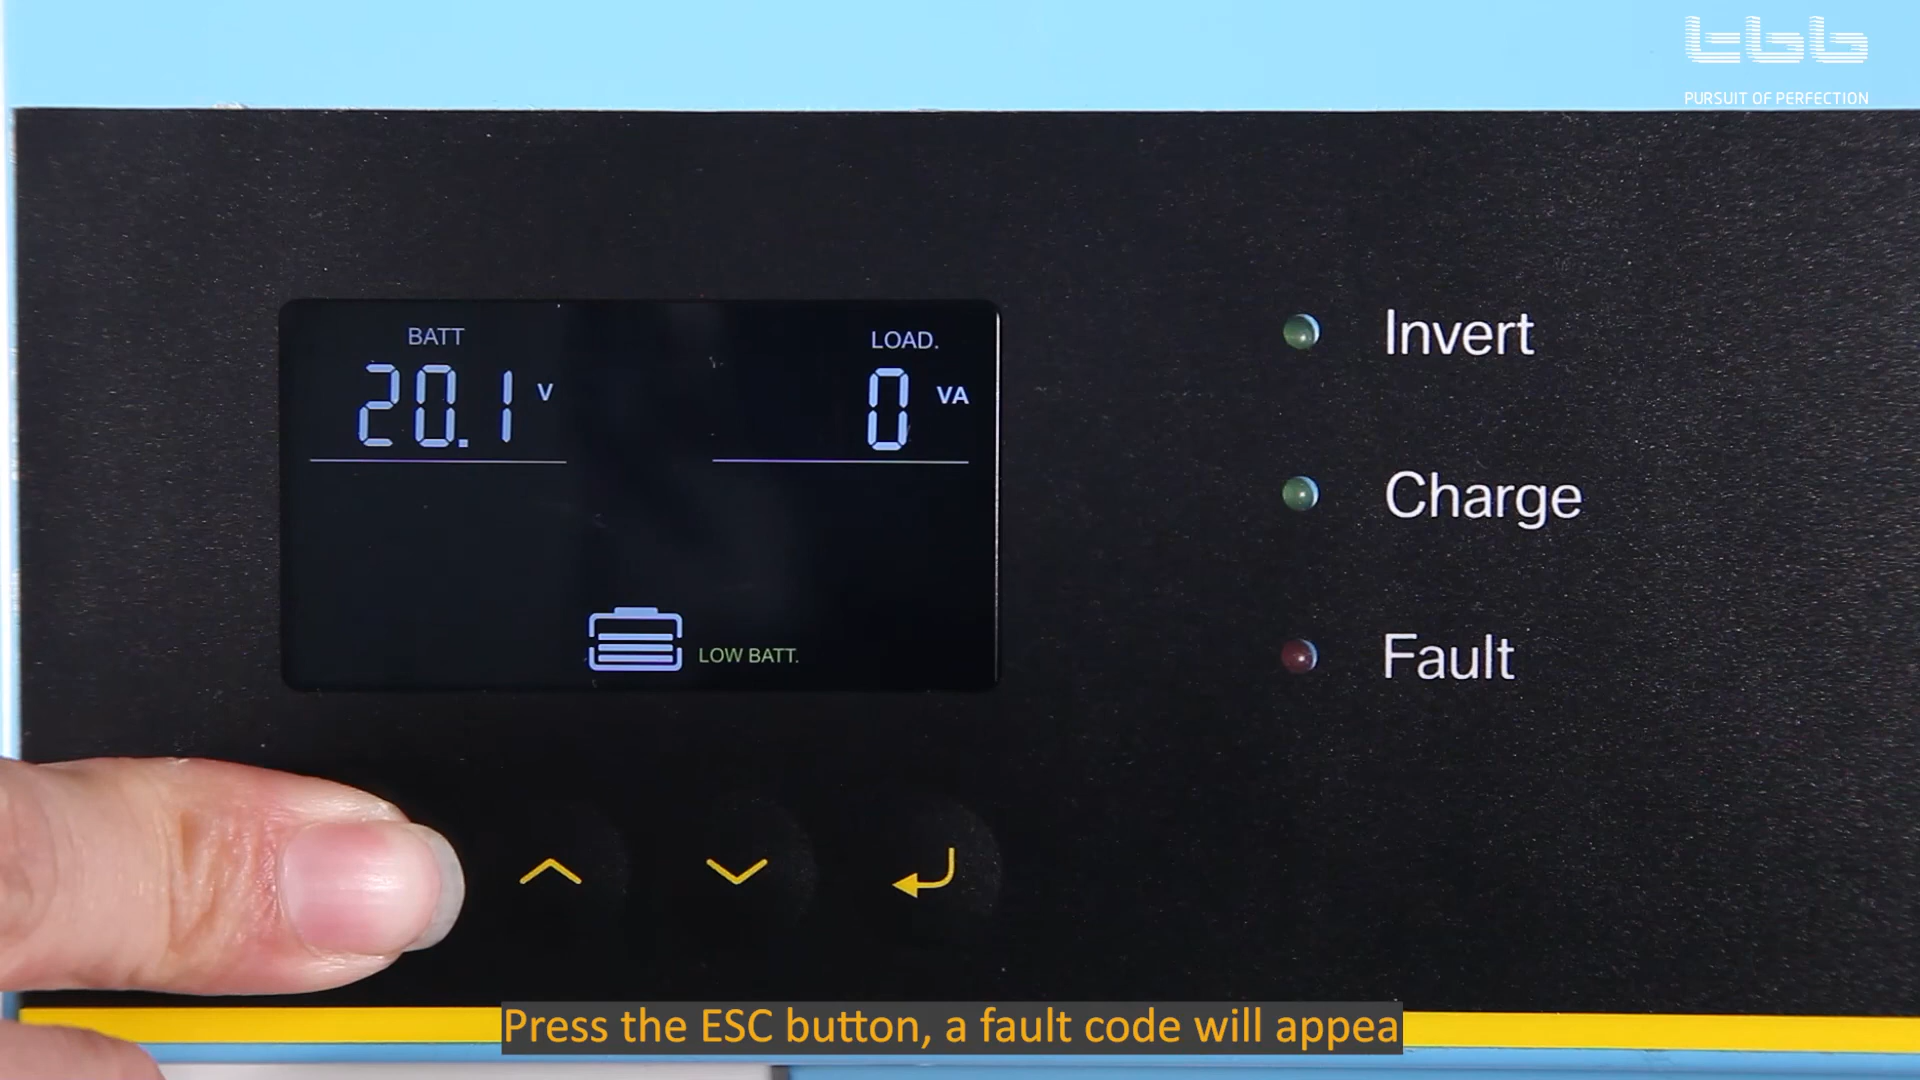 tbb
PURSUIT OF PERFECTION
BATT
20.1 V
LOAD.
0 VA
LOW BATT.
Invert
Charge
Fault
Press the ESC button, a fault code will appea